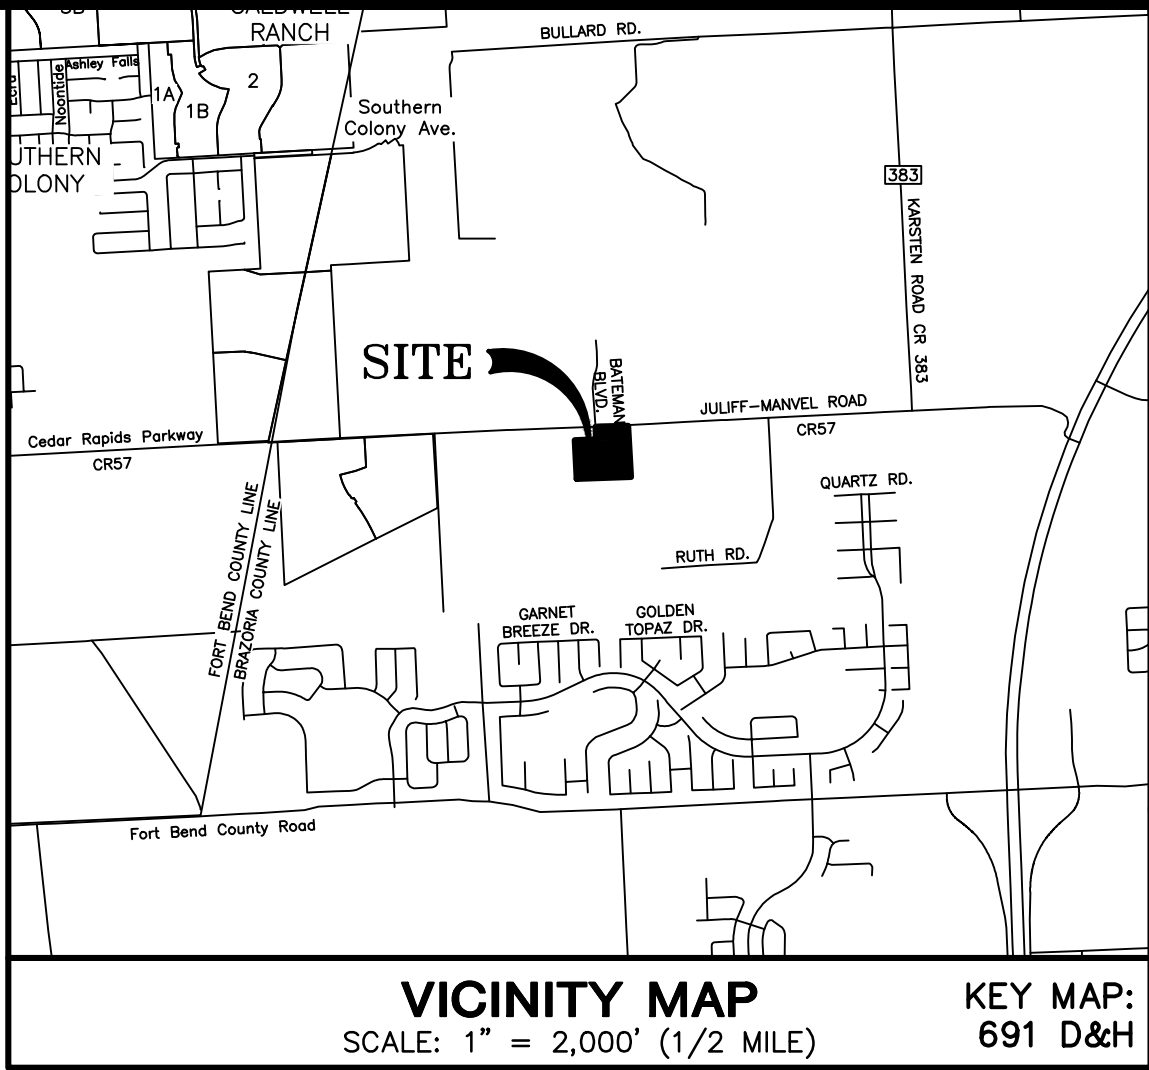 RANCH
BULLARD RD.
Ashley Falls
Noontide
1A
1B
2
Southern
Colony Ave.
383
KARSTEN ROAD CR 383
SITE
BATEMAN
BLVD.
JULIFF-MANVEL ROAD
CR57
Cedar Rapids Parkway
CR57
QUARTZ RD.
FORT BEND COUNTY LINE
BRAZORIA COUNTY LINE
RUTH RD.
GARNET
BREEZE DR.
GOLDEN
TOPAZ DR.
Fort Bend County Road
VICINITY MAP
SCALE: 1" = 2,000' (1/2 MILE)
KEY MAP:
691 D&H